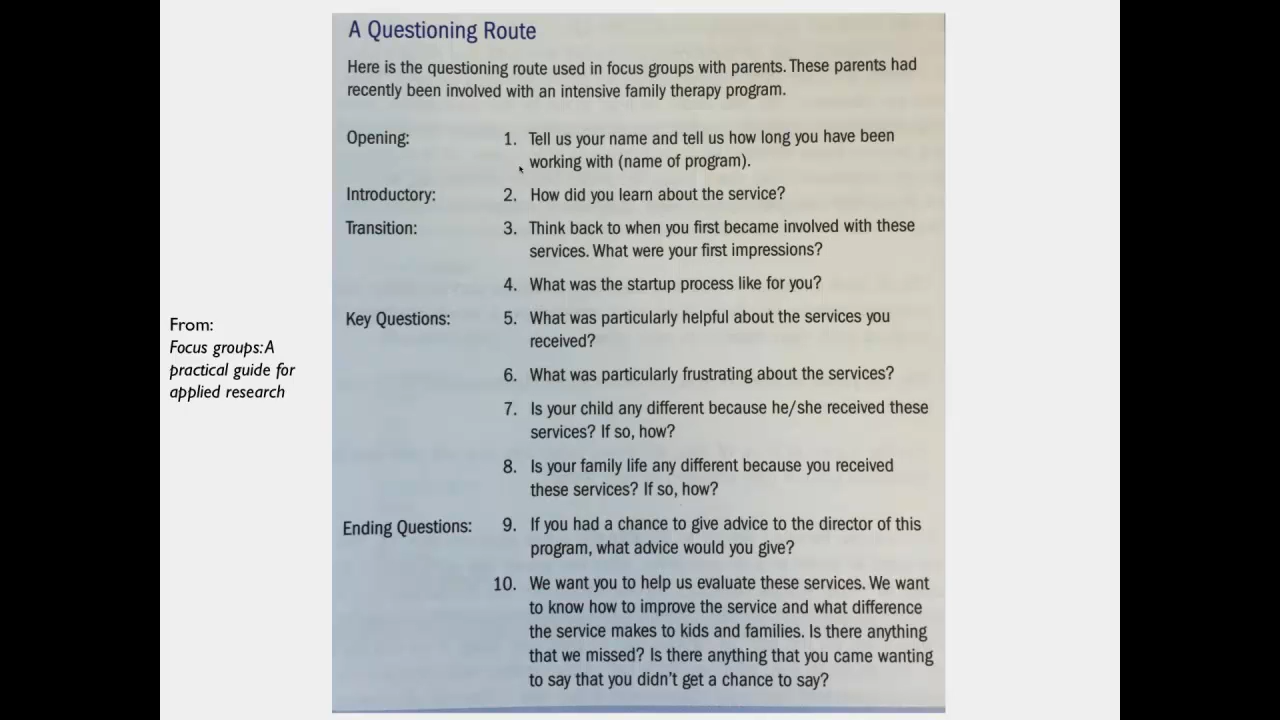 A Questioning Route
Here is the questioning route used in focus groups with parents. These parents had
recently been involved with an intensive family therapy program.
Opening: 1. Tell us your name and tell us how long you have been
working with (name of program).
Introductory: 2. How did you learn about the service?
Transition: 3. Think back to when you first became involved with these
services. What were your first impressions?
4. What was the startup process like for you?
Key Questions: 5. What was particularly helpful about the services you
received?
6. What was particularly frustrating about the services?
7. Is your child any different because he/she received these
services? If so, how?
8. Is your family life any different because you received
these services? If so, how?
Ending Questions: 9. If you had a chance to give advice to the director of this
program, what advice would you give?
10. We want you to help us evaluate these services. We want
to know how to improve the service and what difference
the service makes to kids and families. Is there anything
that we missed? Is there anything that you came wanting
to say that you didn't get a chance to say?
From:
Focus groups:A
practical guide for
applied research